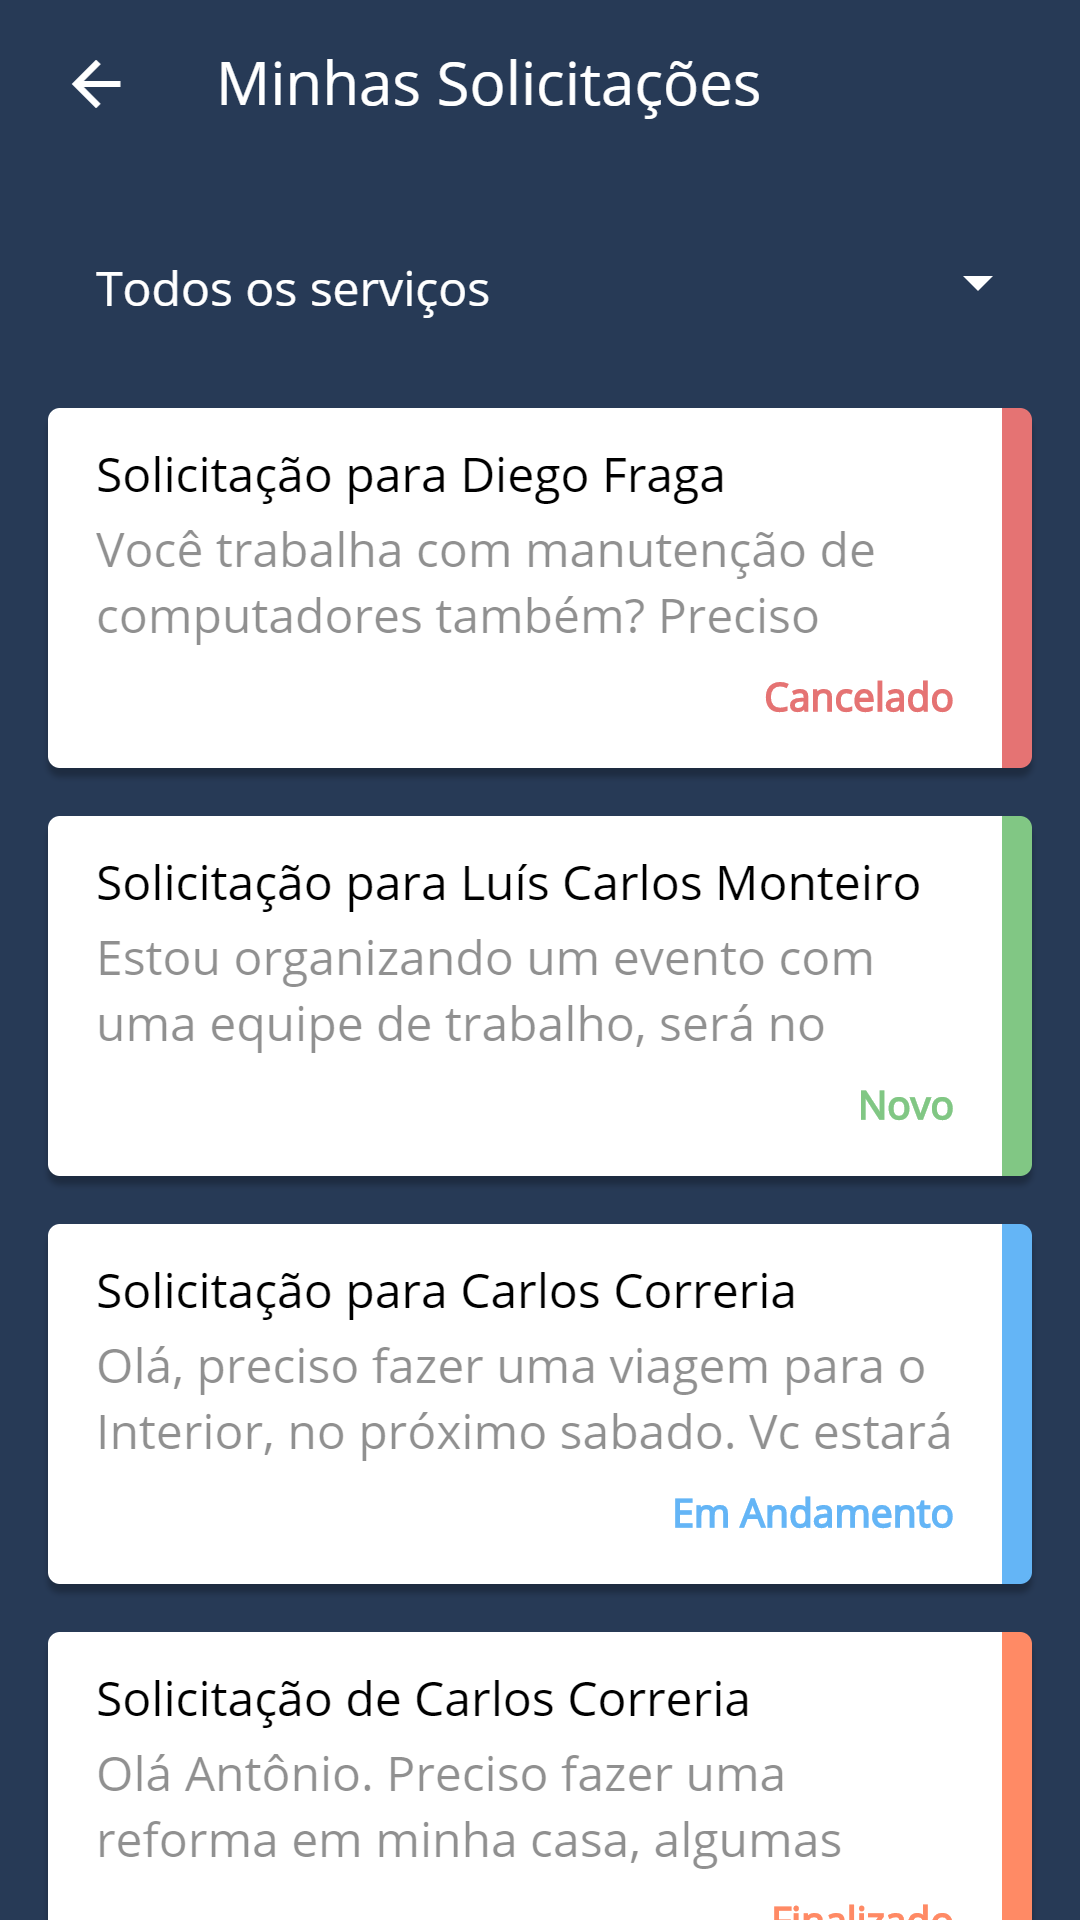 Minhas Solicitações
Todos os serviços
Solicitação para Diego Fraga
Você trabalha com manutenção de
computadores também? Preciso
Cancelado
Solicitação para Luís Carlos Monteiro
Estou organizando um evento com
uma equipe de trabalho, será no
Novo
Solicitação para Carlos Correria
Olá, preciso fazer uma viagem para o
Interior, no próximo sabado. Vc estará
Em Andamento
Solicitação de Carlos Correria
Olá Antônio. Preciso fazer uma
reforma em minha casa, algumas
Finalizado